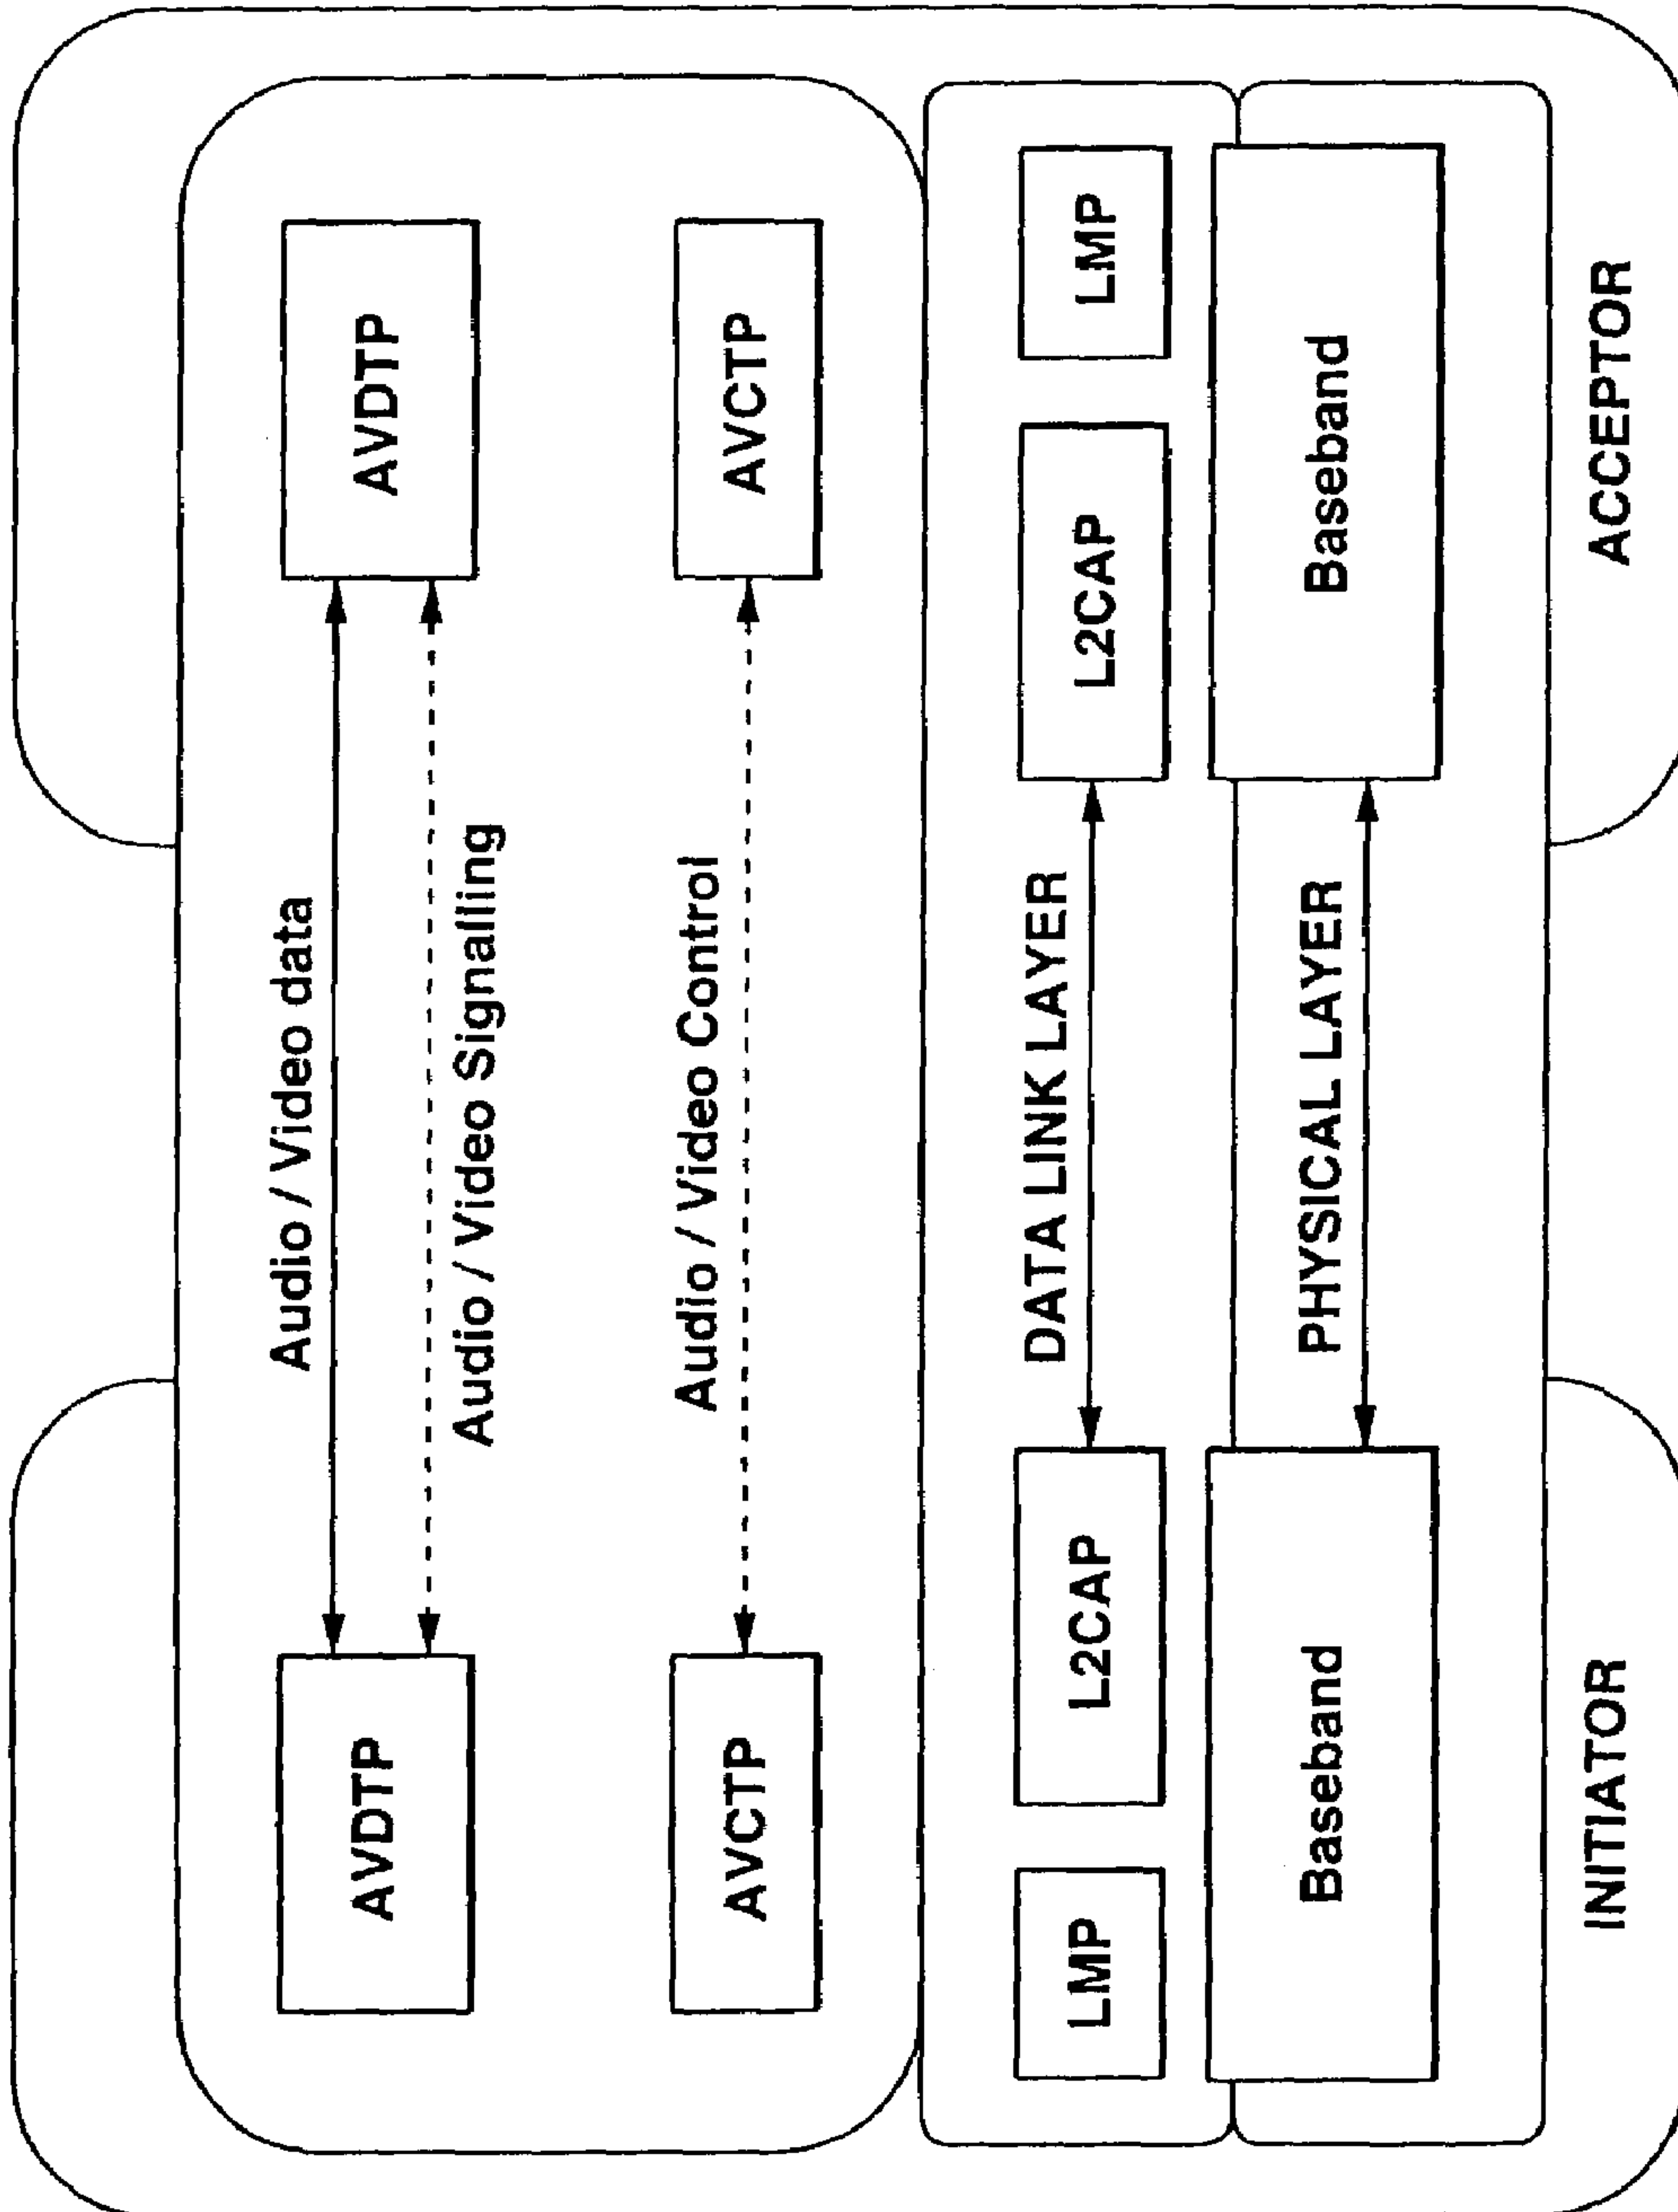 Audio / Video data
AVDTP
AVDTP
Audio / Video Signalling
Audio / Video Control
AVCTP
AVCTP
DATA LINK LAYER
LMP
L2CAP
L2CAP
LMP
PHYSICAL LAYER
Baseband
Baseband
INITIATOR
ACCEPTOR